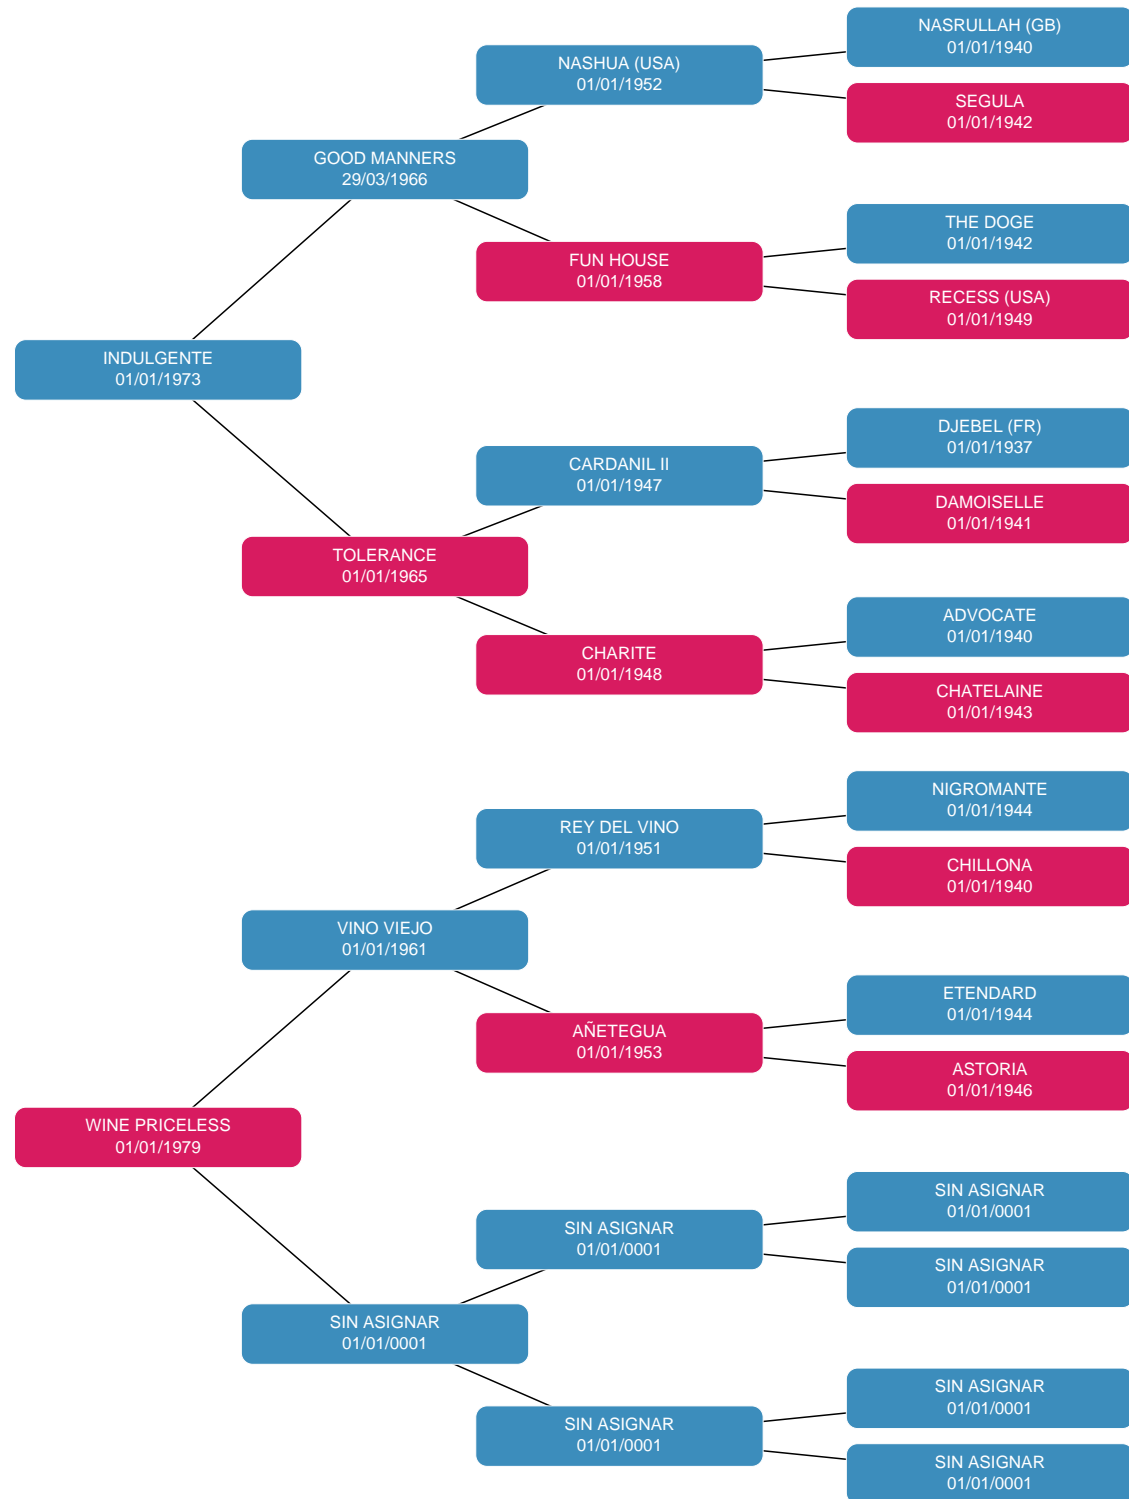 NASRULLAH (GB)
01/01/1940
NASHUA (USA)
01/01/1952
SEGULA
01/01/1942
GOOD MANNERS
29/03/1966
THE DOGE
01/01/1942
FUN HOUSE
01/01/1958
RECESS (USA)
01/01/1949
INDULGENTE
01/01/1973
DJEBEL (FR)
01/01/1937
CARDANIL II
01/01/1947
DAMOISELLE
01/01/1941
TOLERANCE
01/01/1965
ADVOCATE
01/01/1940
CHARITE
01/01/1948
CHATELAINE
01/01/1943
NIGROMANTE
01/01/1944
REY DEL VINO
01/01/1951
CHILLONA
01/01/1940
VINO VIEJO
01/01/1961
ETENDARD
01/01/1944
AÑETEGUA
01/01/1953
ASTORIA
01/01/1946
WINE PRICELESS
01/01/1979
SIN ASIGNAR
01/01/0001
SIN ASIGNAR
01/01/0001
SIN ASIGNAR
01/01/0001
SIN ASIGNAR
01/01/0001
SIN ASIGNAR
01/01/0001
SIN ASIGNAR
01/01/0001
SIN ASIGNAR
01/01/0001